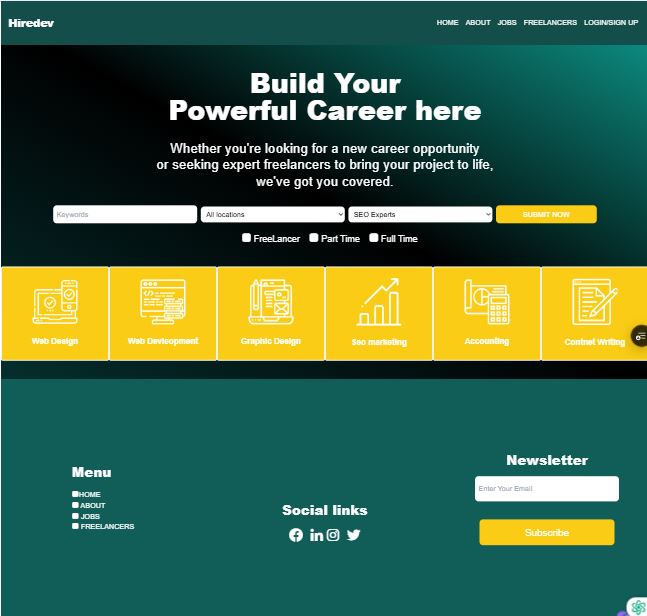 Hiredev
HOME ABOUT JOBS FREELANCERS LOGIN/SIGN UP
Build Your
Powerful Career here
Whether you're looking for a new career opportunity
or seeking expert freelancers to bring your project to life,
we've got you covered.
Keywords All locations SEO Experts SUBMIT NOW
FreeLancer Part Time Full Time
Web Design Web Devleopment Graphic Design Seo marketing Accounting Contnet Writing
Menu
HOME
ABOUT
JOBS
FREELANCERS
Social links
Newsletter
Enter Your Email
Subscribe